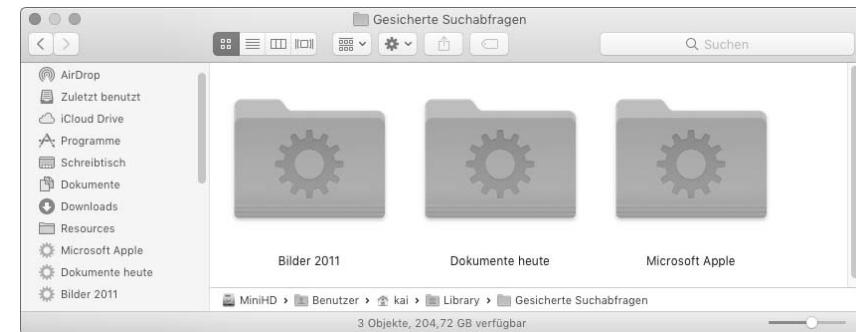 Gesicherte Suchabfragen
Suchen
AirDrop
Zuletzt benutzt
iCloud Drive
Programme
Schreibtisch
Dokumente
Downloads
Resources
Microsoft Apple
Dokumente heute
Bilder 2011
Bilder 2011 Dokumente heute Microsoft Apple
MiniHD › Benutzer › kai › Library › Gesicherte Suchabfragen
3 Objekte, 204,72 GB verfügbar